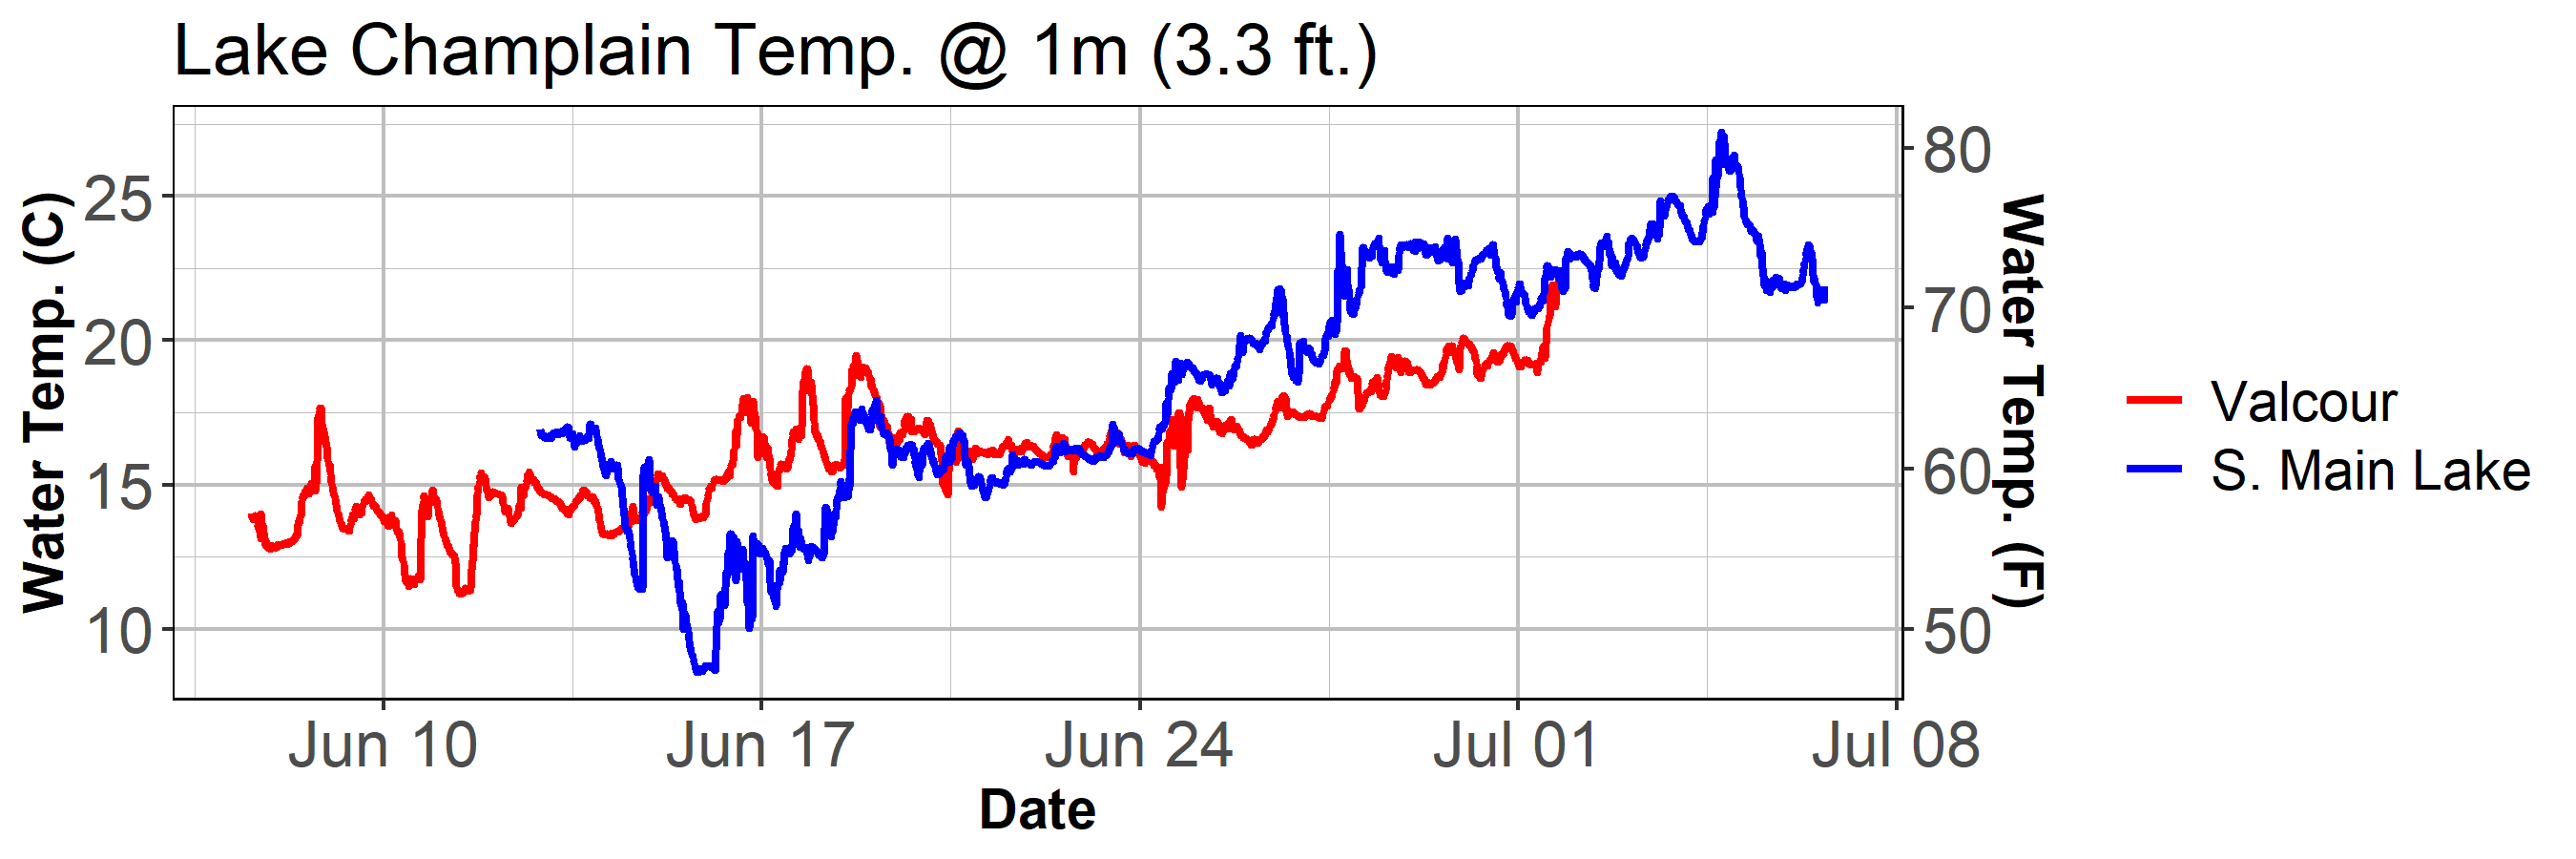 Lake Champlain Temp. @ 1m (3.3 ft.)
Water Temp. (C)
25
20
15
10
80
70
60
50
Water Temp. (F)
Jun 10
Jun 17
Jun 24
Jul 01
Jul 08
Date
Valcour
S. Main Lake